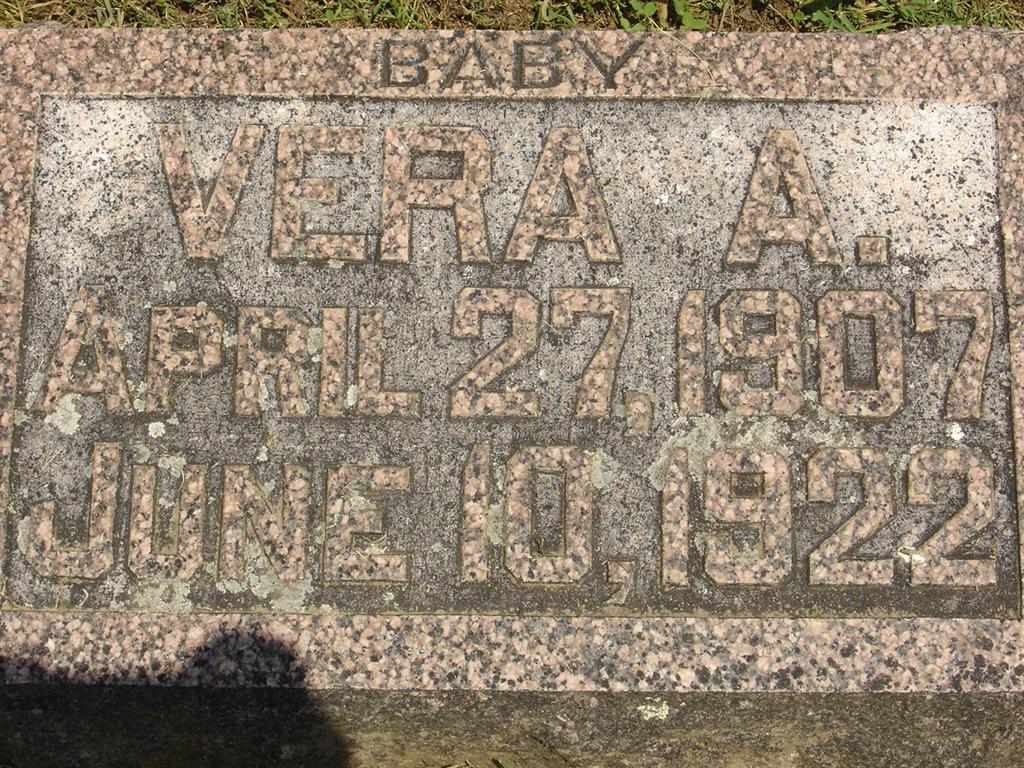 BABY
VERA A.
APRIL 27, 1907
JUNE 10, 1922